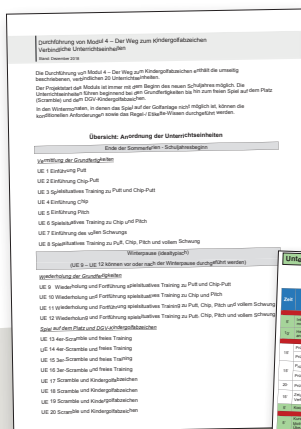 Durchführung von Modul 4 – Der Weg zum Kindergolfabzeichen
Verbindliche Unterrichtseinheiten
Stand: Dezember 2018
Die Durchführung von Modul 4 – Der Weg zum Kindergolfabzeichen enthält die umseitig
beschriebenen, verbindlichen 20 Unterrichtseinheiten.
Der Projektstart des Moduls ist immer mit dem Beginn des neuen Schuljahres möglich. Die
Unterrichtseinheiten führen beginnend bei den Grundfertigkeiten bis hin zum freien Spiel auf dem Platz
(Scramble) und dem DGV-Kindergolfabzeichen.
In den Wintermonaten, in denen das Spiel auf der Golfanlage nicht möglich ist, können die
konditionellen Anforderungen sowie das Regel-/ Etikette-Wissen durchgeführt werden.
Übersicht: Anordnung der Unterrichtseinheiten
Ende der Sommerferien - Schuljahresbeginn
Vermittlung der Grundfertigkeiten
UE 1 Einführung Putt
UE 2 Einführung Chip-Putt
UE 3 Spielsituatives Training zu Putt und Chip-Putt
UE 4 Einführung Chip
UE 5 Einführung Pitch
UE 6 Spielsituatives Training zu Chip und Pitch
UE 7 Einführung des vollen Schwungs
UE 8 Spielsituatives Training zu Putt, Chip, Pitch und vollem Schwung
Winterpause (idealtypisch)
(UE 9 – UE 12 können vor oder nach der Winterpause durchgeführt werden)
Wiederholung der Grundfertigkeiten
UE 9 Wiederholung und Fortführung spielsituatives Training zu Putt und Chip-Putt
UE 10 Wiederholung und Fortführung spielsituatives Training zu Chip und Pitch
UE 11 Wiederholung und Fortführung spielsituatives Training zu Putt, Chip, Pitch und vollem Schwung
UE 12 Wiederholung und Fortführung spielsituatives Training zu Putt, Chip, Pitch und vollem Schwung
Spiel auf dem Platz und DGV-Kindergolfabzeichen
UE 13 4er-Scramble und freies Training
UE 14 4er-Scramble und freies Training
UE 15 3er-Scramble und freies Training
UE 16 3er-Scramble und freies Training
UE 17 Scramble und Kindergolfabzeichen
UE 18 Scramble und Kindergolfabzeichen
UE 19 Scramble und Kindergolfabzeichen
UE 20 Scramble und Kindergolfabzeichen
Zeit